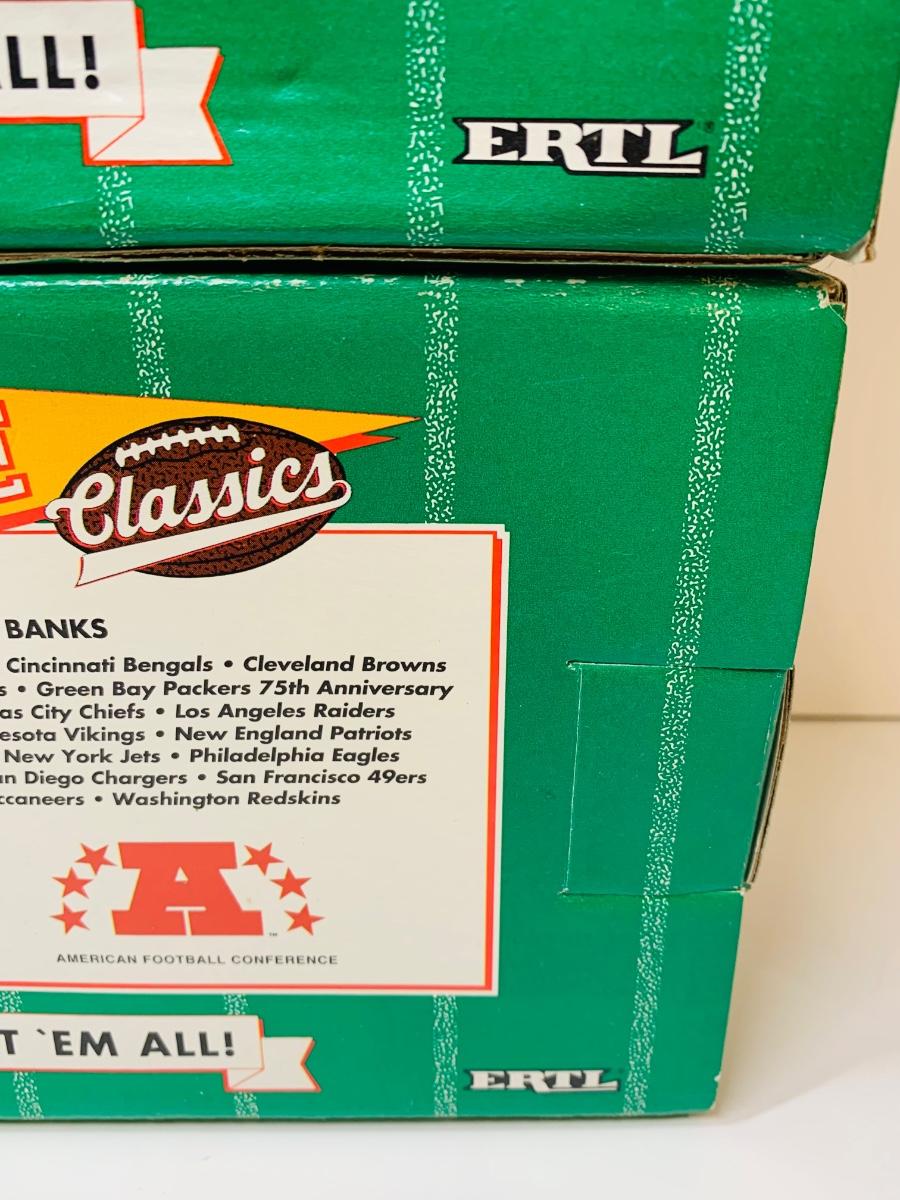 LL!
ERTL®
Classics
BANKS
Cincinnati Bengals • Cleveland Browns
s • Green Bay Packers 75th Anniversary
as City Chiefs • Los Angeles Raiders
esota Vikings • New England Patriots
New York Jets • Philadelphia Eagles
an Diego Chargers • San Francisco 49ers
ccaneers • Washington Redskins
A™
AMERICAN FOOTBALL CONFERENCE
T `EM ALL!
ERTL